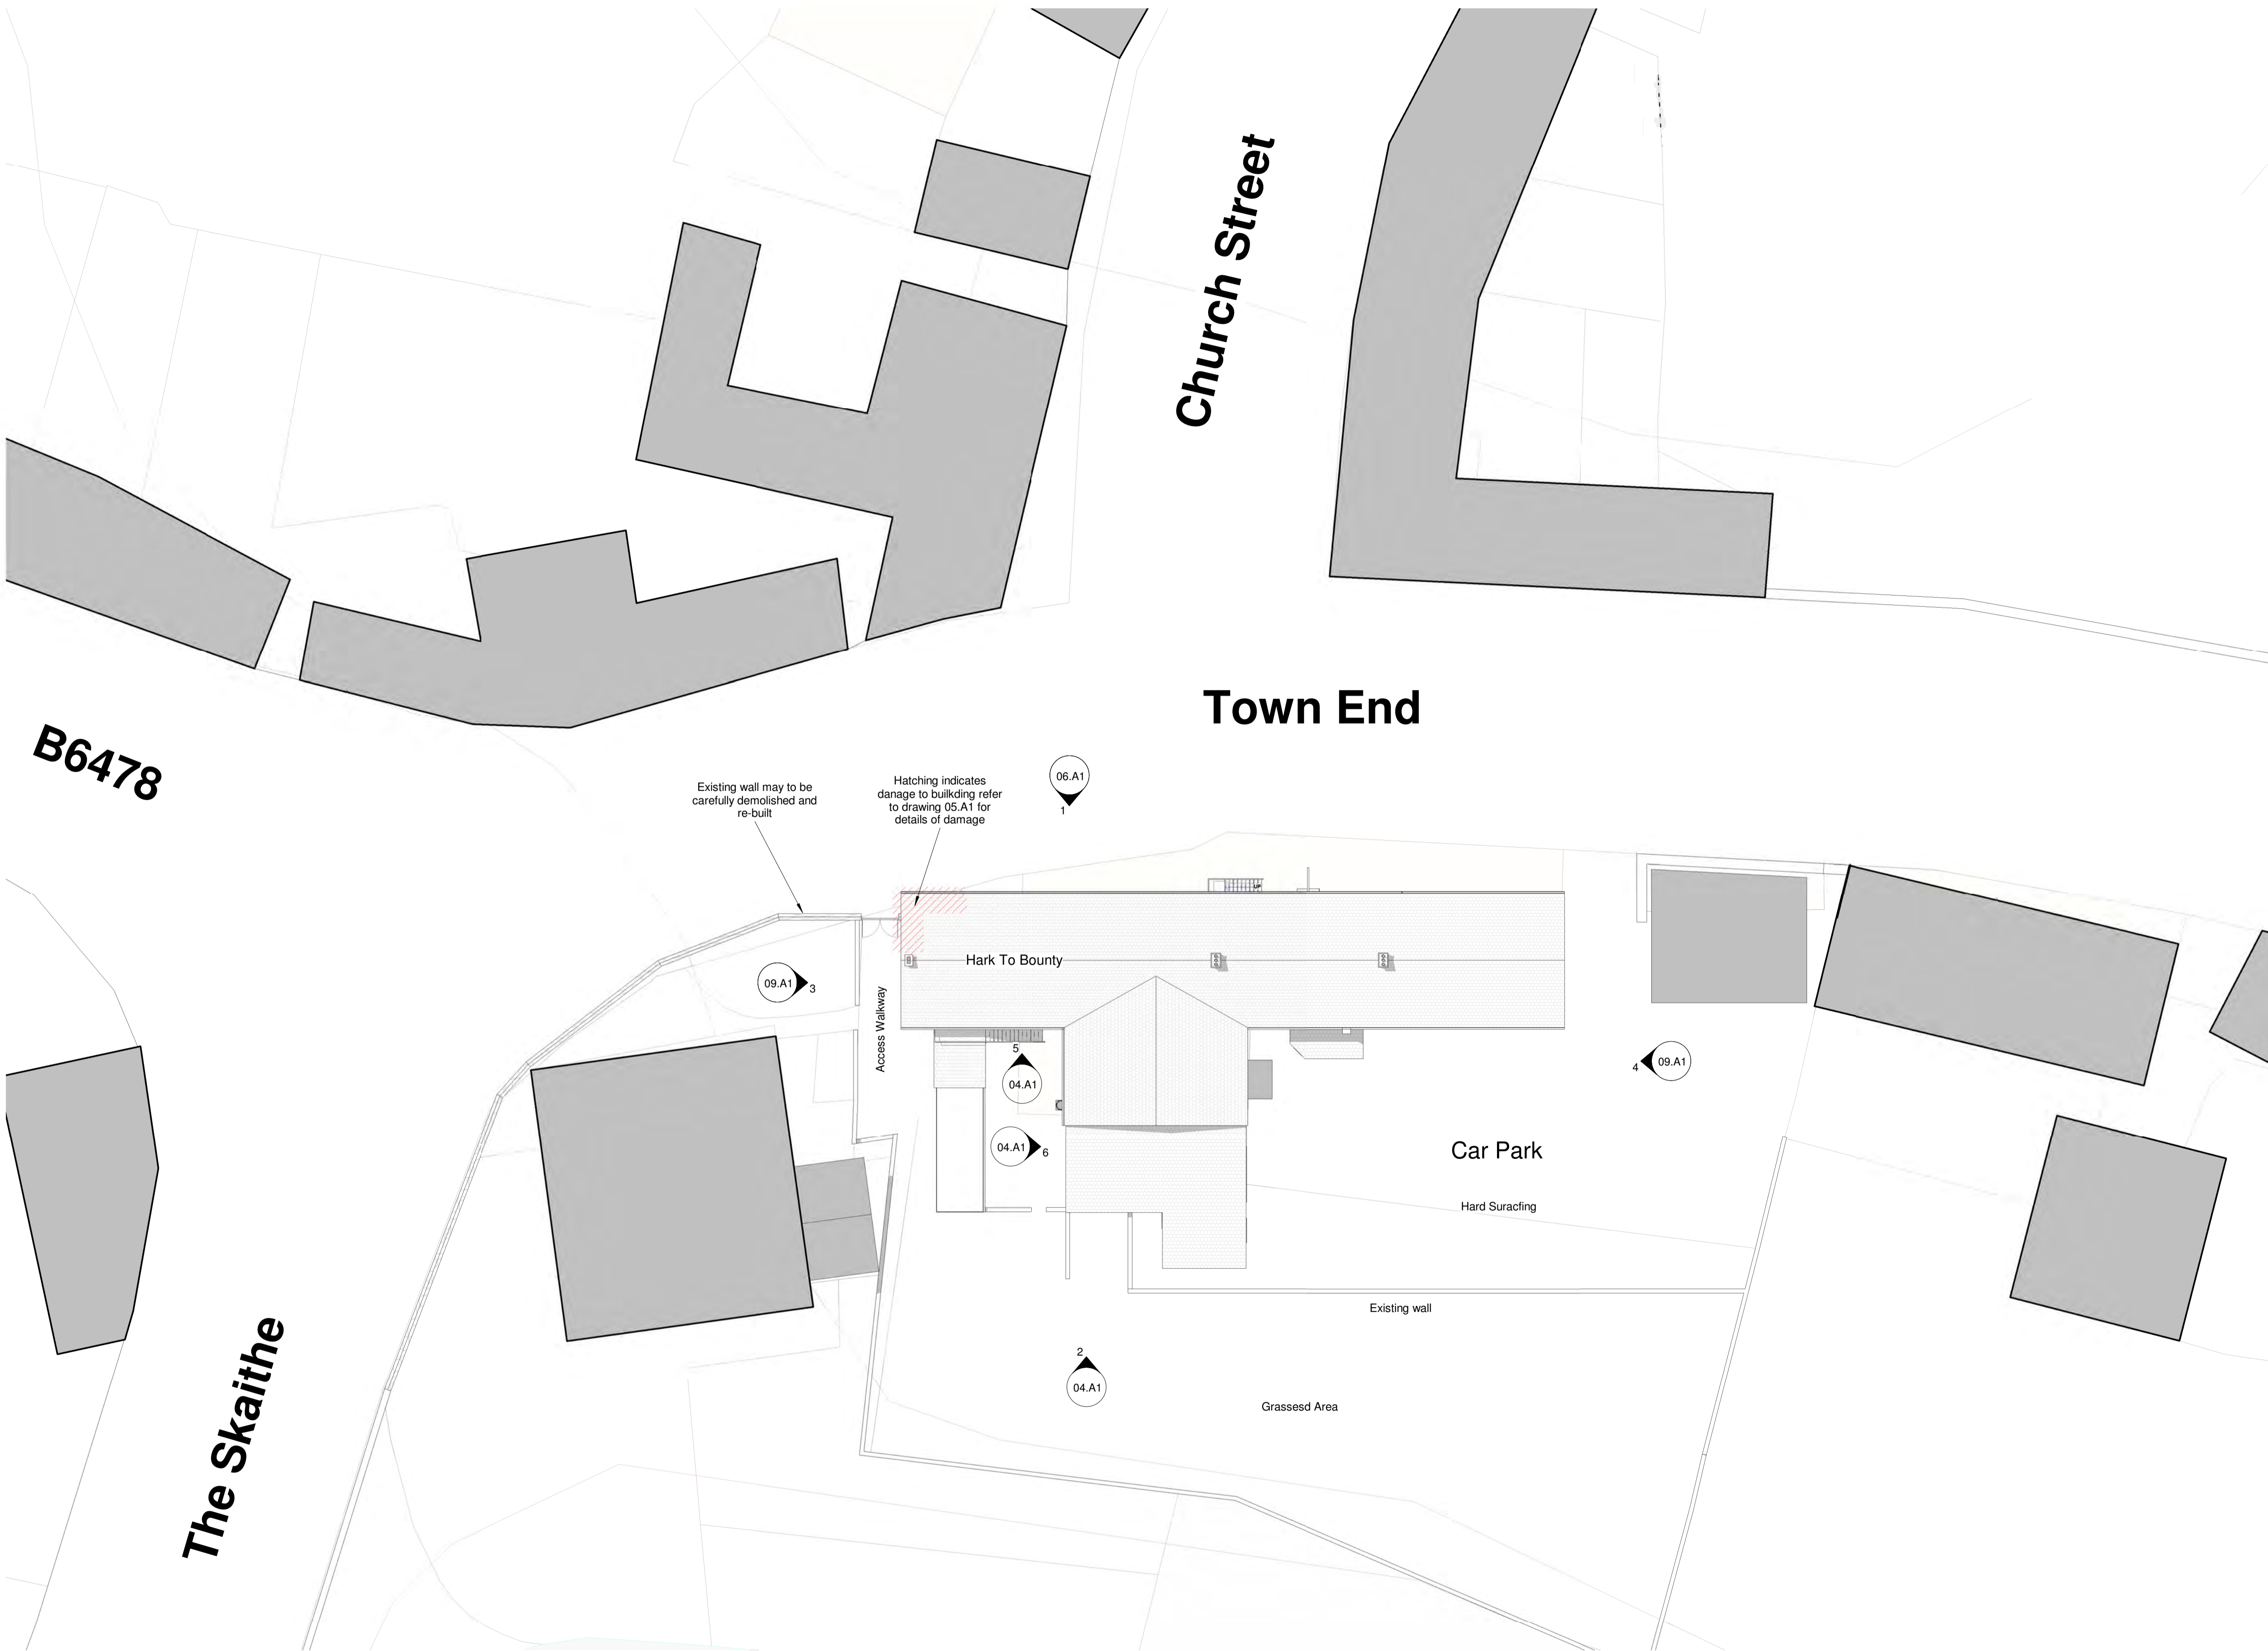 Church Street
Town End
B6478
Existing wall may to be
carefully demolished and
re-built
Hatching indicates
danage to builkding refer
to drawing 05.A1 for
details of damage
06.A1
1
UP
Hark To Bounty
09.A1
3
Access Walkway
5
04.A1
04.A1
6
4
09.A1
Car Park
Hard Suracfing
Existing wall
2
04.A1
Grassesd Area
The Skaithe